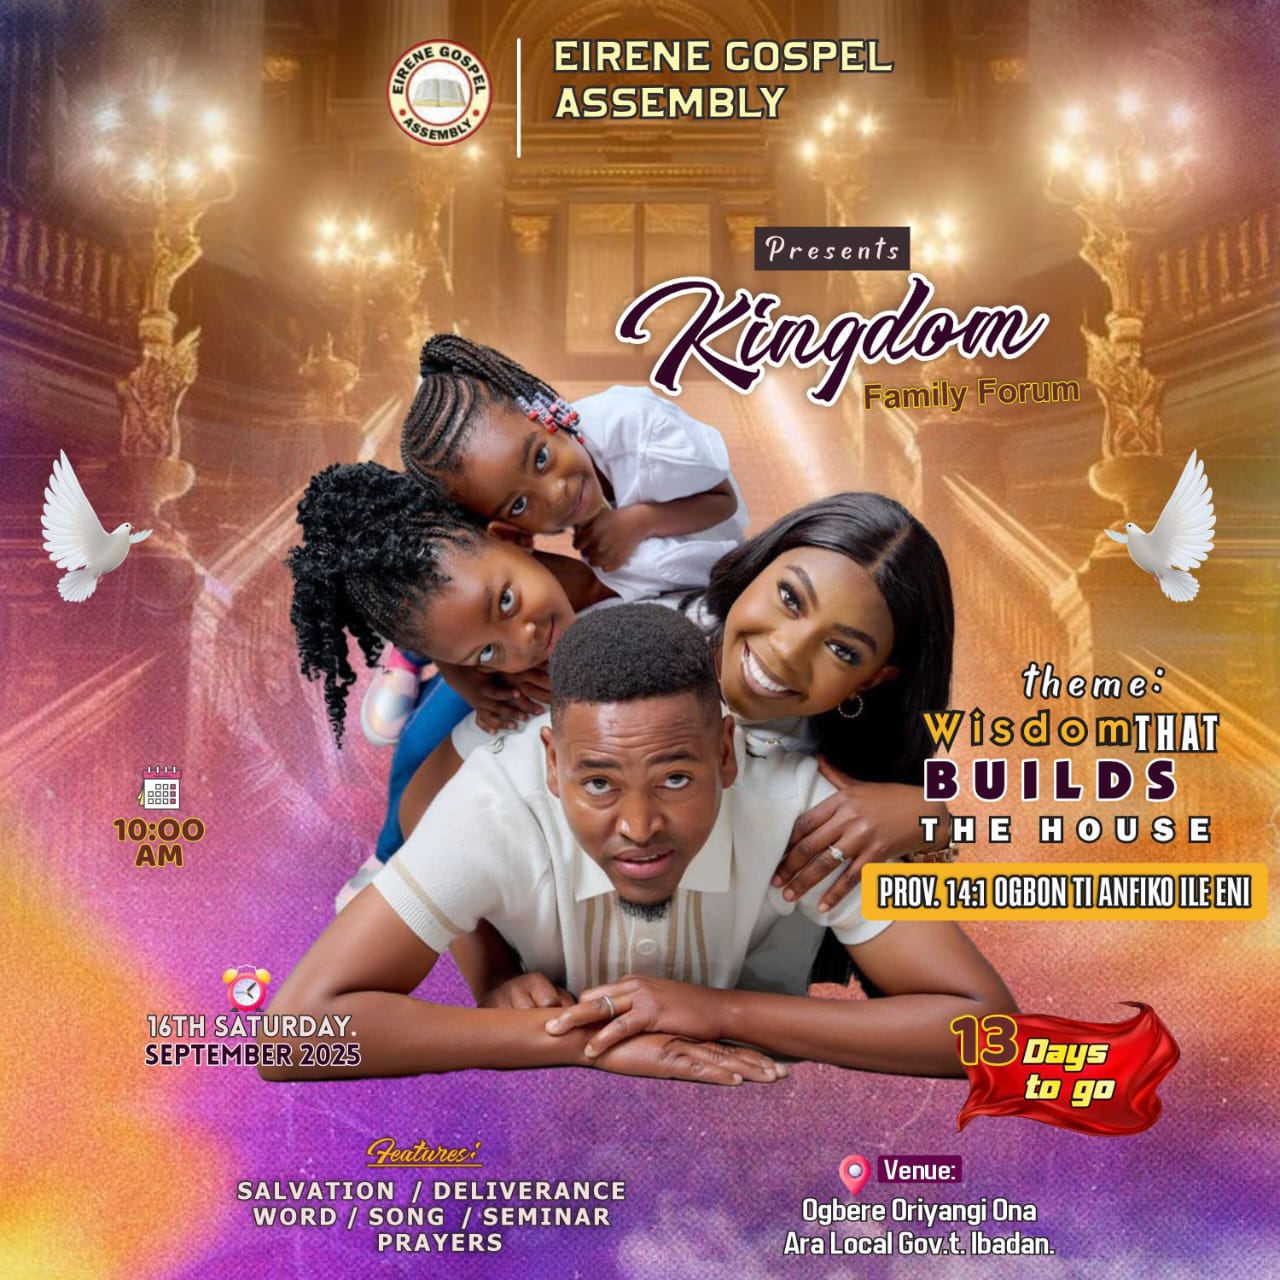 EIRENE GOSPEL
ASSEMBLY
EIRENE GOSPEL
ASSEMBLY
Presents
Kingdom
Family Forum
theme:
Wisdom THAT
BUILDS
THE HOUSE
PROV. 14:1 OGBON TI ANFIKO ILE ENI
10:00
AM
16TH SATURDAY.
SEPTEMBER 2025
13 Days
to go
Features:
SALVATION / DELIVERANCE
WORD / SONG / SEMINAR
PRAYERS
Venue:
Ogbere Oriyangi Ona
Ara Local Gov.t. Ibadan.